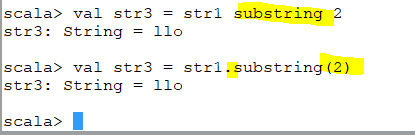 scala> val str3 = str1 substring 2
str3: String = llo
scala> val str3 = str1.substring(2)
str3: String = llo
scala>